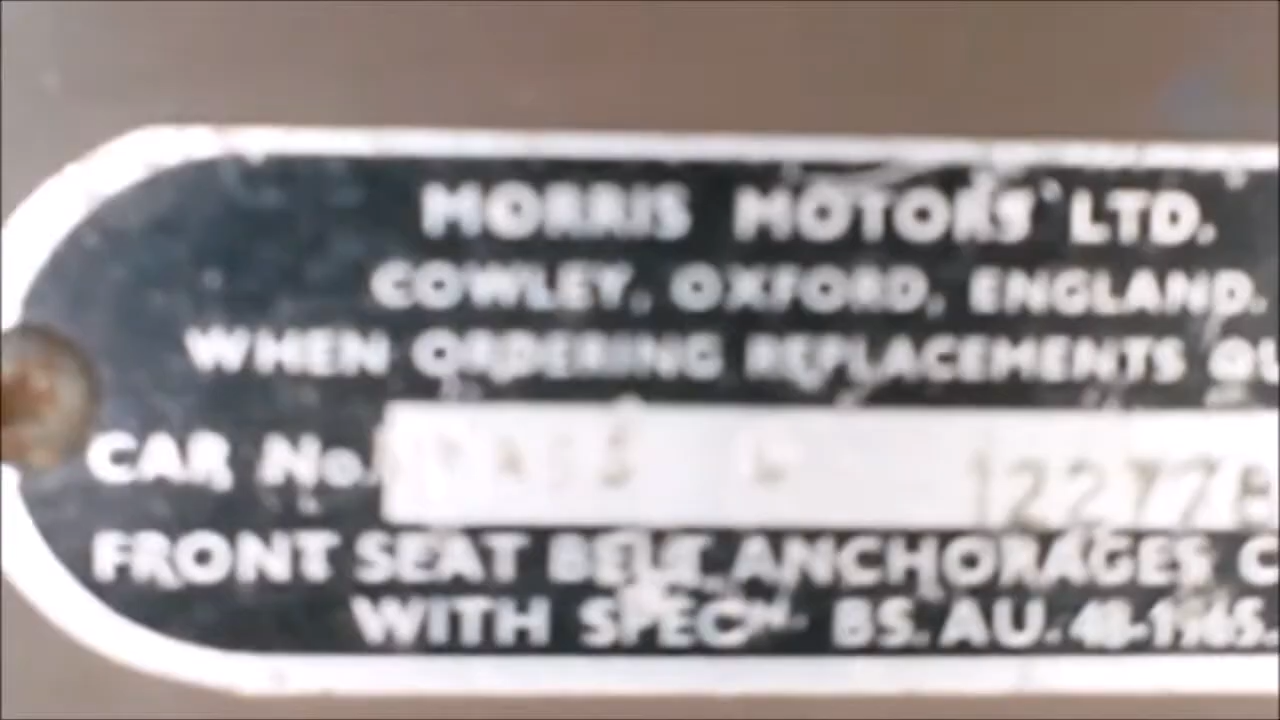 MORRIS MOTORS LTD.
COWLEY, OXFORD, ENGLAND.
WHEN ORDERING REPLACEMENTS
CAR No.
FRONT SEAT BELT ANCHORAGES
WITH SPECN BS. AU. 48-1965.